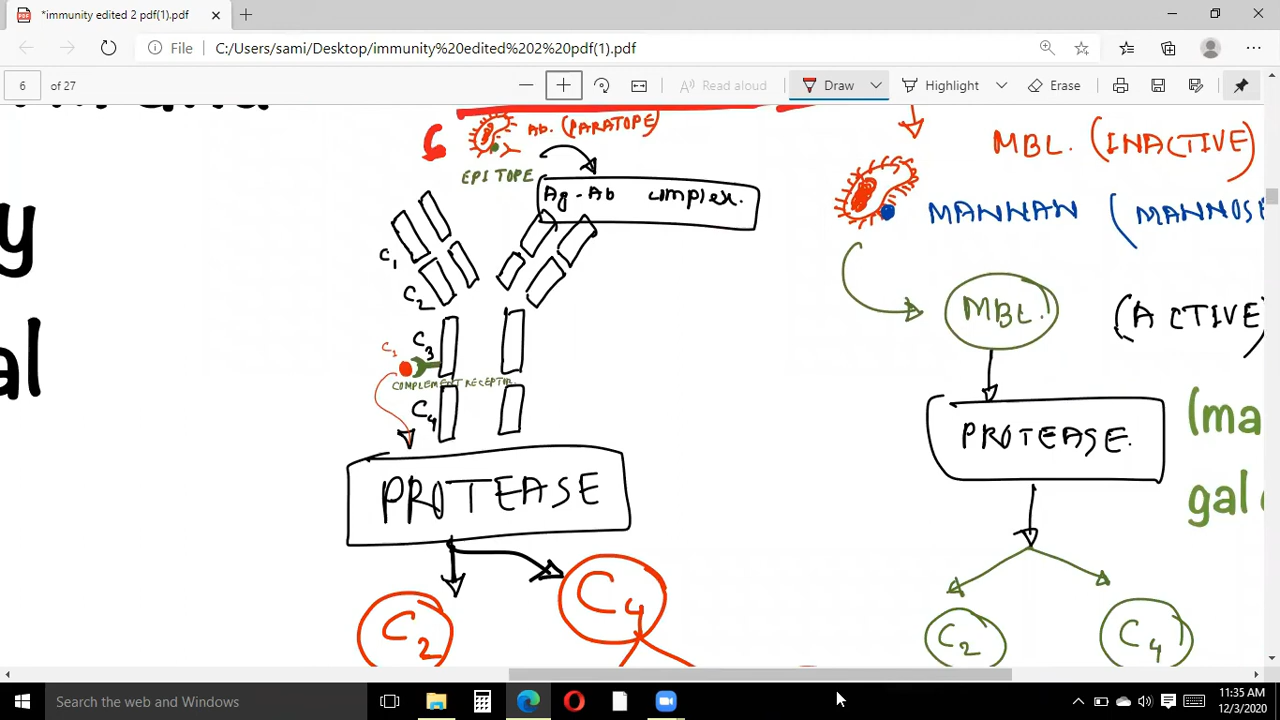 *immunity edited 2 pdf(1).pdf
File
C:/Users/sami/Desktop/immunity%20edited%202%20pdf(1).pdf
6
of 27
Read aloud
Draw
Highlight
Erase
Ab. (PARATOPE)
EPITOPE
Ag-Ab complex.
C1
C2
C3
C1
COMPLEMENT RECEPTOR.
C4
PROTEASE
C2
C4
MBL. (INACTIVE)
MANNAN (MANNOSE
MBL.
(ACTIVE)
PROTEASE.
(ma
gal
C2
C4
y
al
Search the web and Windows
11:35 AM
12/3/2020